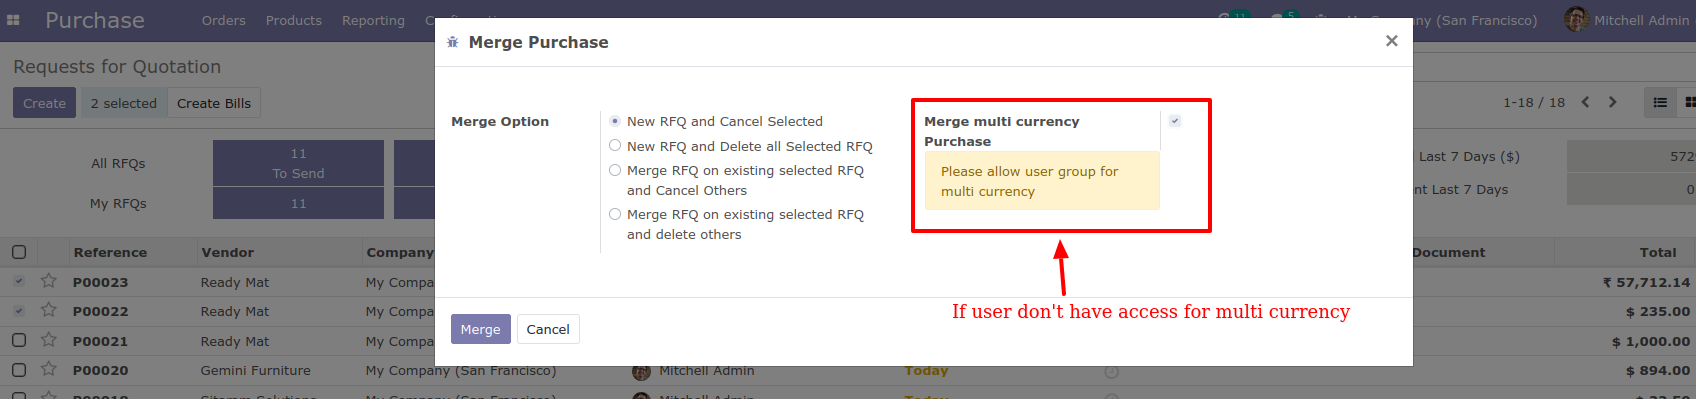 Purchase Orders Products Reporting 11 5 (San Francisco) Mitchell Admin
Merge Purchase
Requests for Quotation
Create 2 selected Create Bills
1-18 / 18
Merge Option
New RFQ and Cancel Selected
New RFQ and Delete all Selected RFQ
Merge RFQ on existing selected RFQ
and Cancel Others
Merge RFQ on existing selected RFQ
and delete others
Merge multi currency
Purchase
Please allow user group for
multi currency
All RFQs
11
To Send
My RFQs
11
Last 7 Days ($)
Last 7 Days
0
Reference Vendor Company Document Total
P00023 Ready Mat My Compa ₹ 57,712.14
P00022 Ready Mat My Compa $ 235.00
P00021 Ready Mat My Compa $ 1,000.00
P00020 Gemini Furniture My Company (San Francisco) Mitchell Admin Today $ 894.00
Merge Cancel
If user don't have access for multi currency